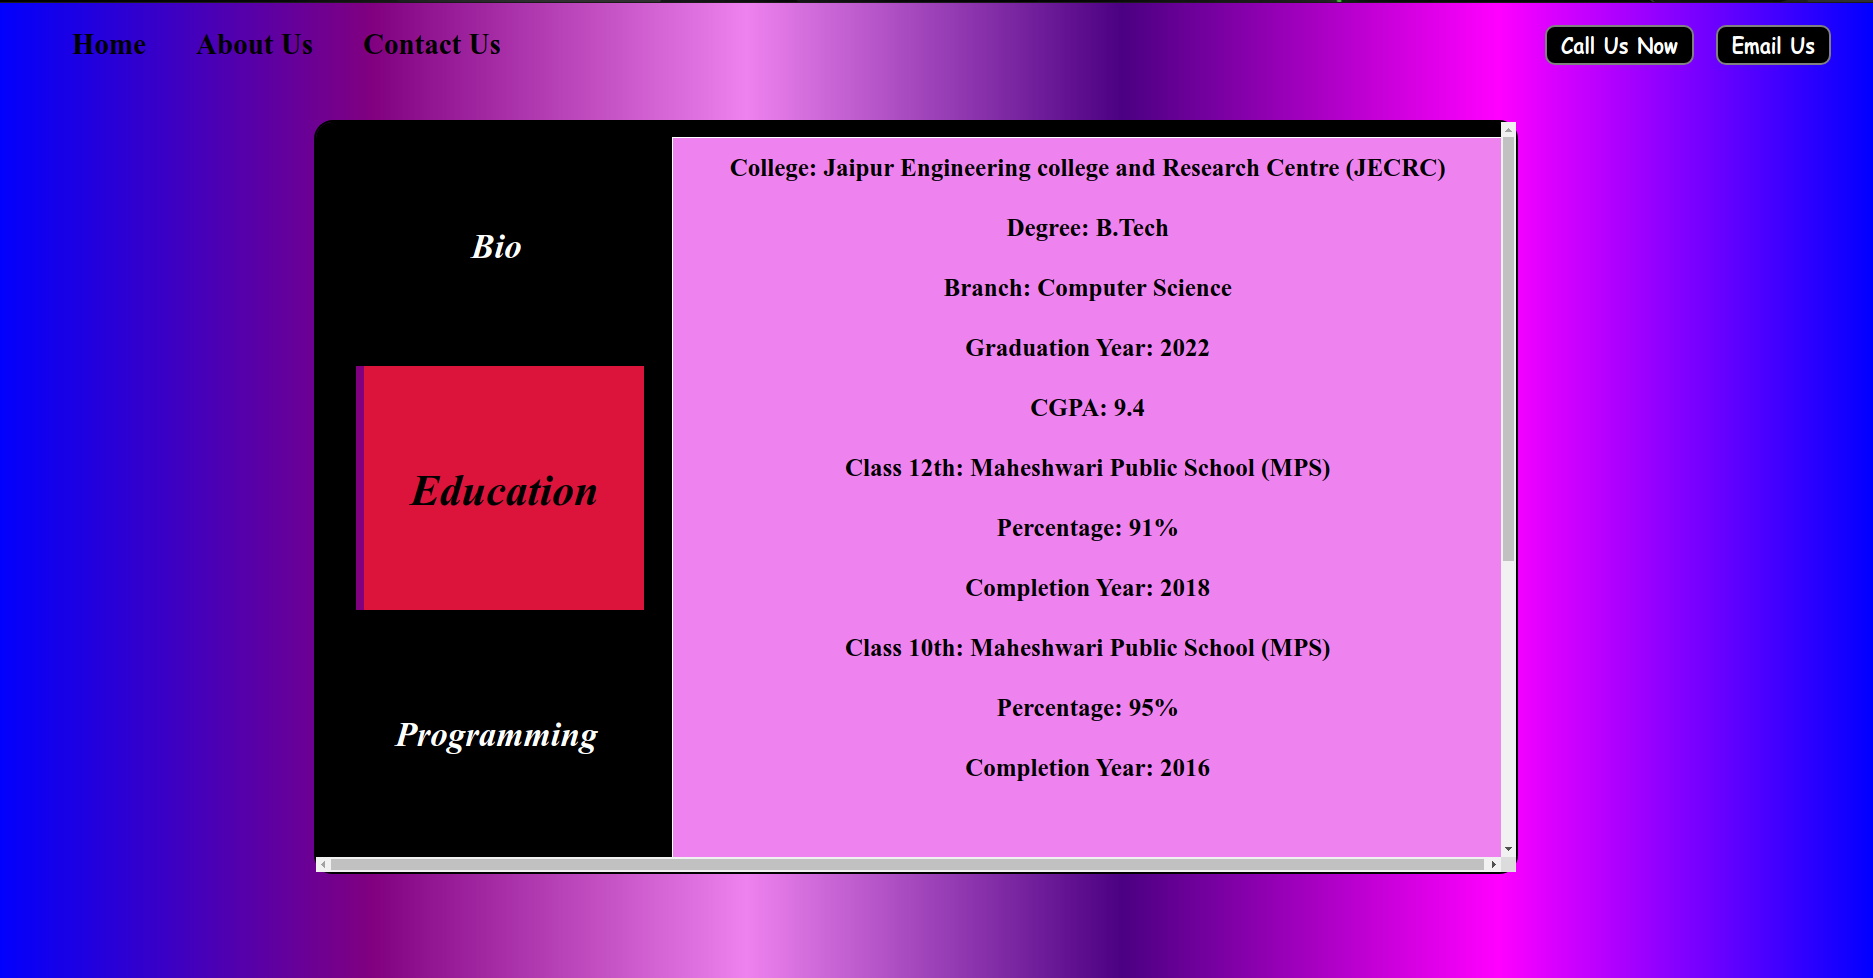 Home About Us Contact Us Call Us Now Email Us
Bio
Education
Programming
College: Jaipur Engineering college and Research Centre (JECRC)
Degree: B.Tech
Branch: Computer Science
Graduation Year: 2022
CGPA: 9.4
Class 12th: Maheshwari Public School (MPS)
Percentage: 91%
Completion Year: 2018
Class 10th: Maheshwari Public School (MPS)
Percentage: 95%
Completion Year: 2016